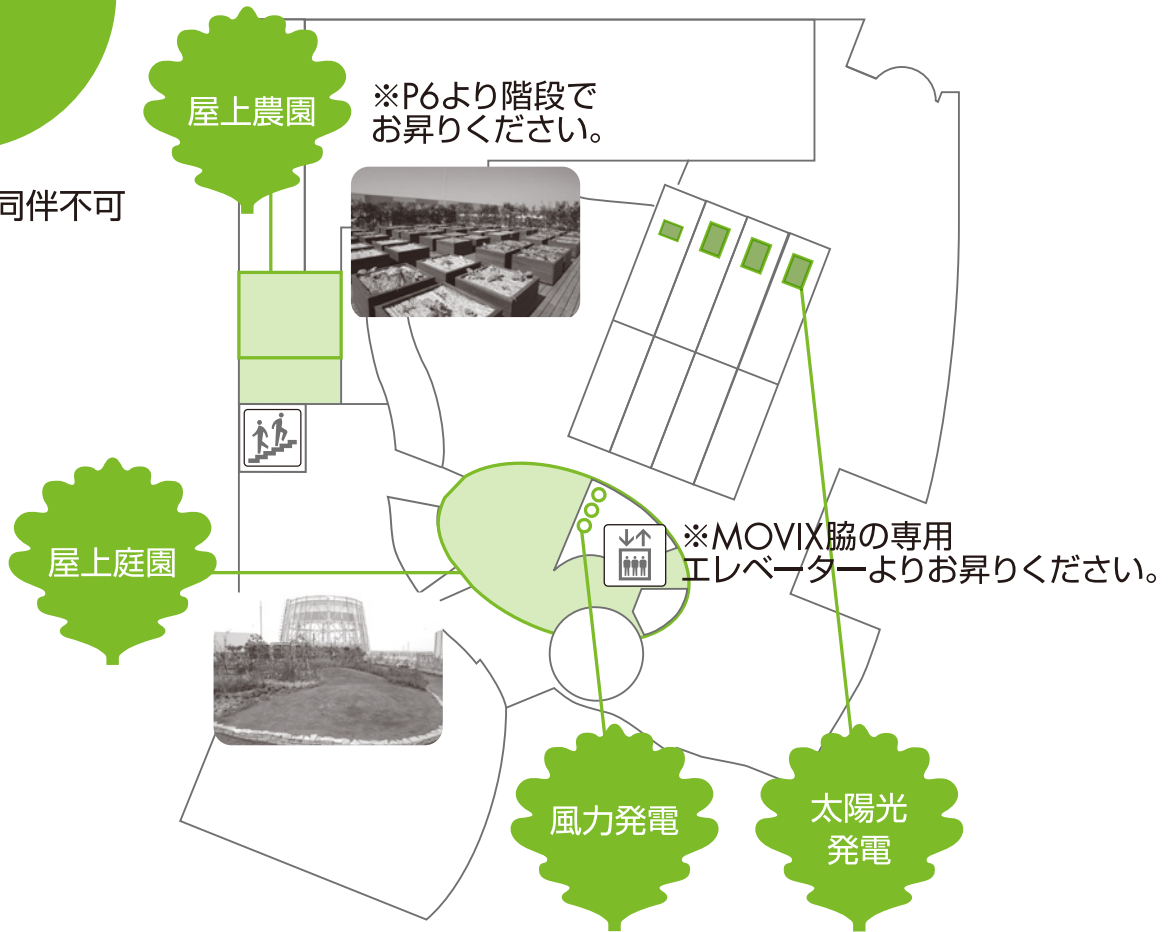 屋上農園
※P6より階段で
お昇りください。
同伴不可
屋上庭園
※MOVIX脇の専用
エレベーターよりお昇りください。
風力発電
太陽光
発電